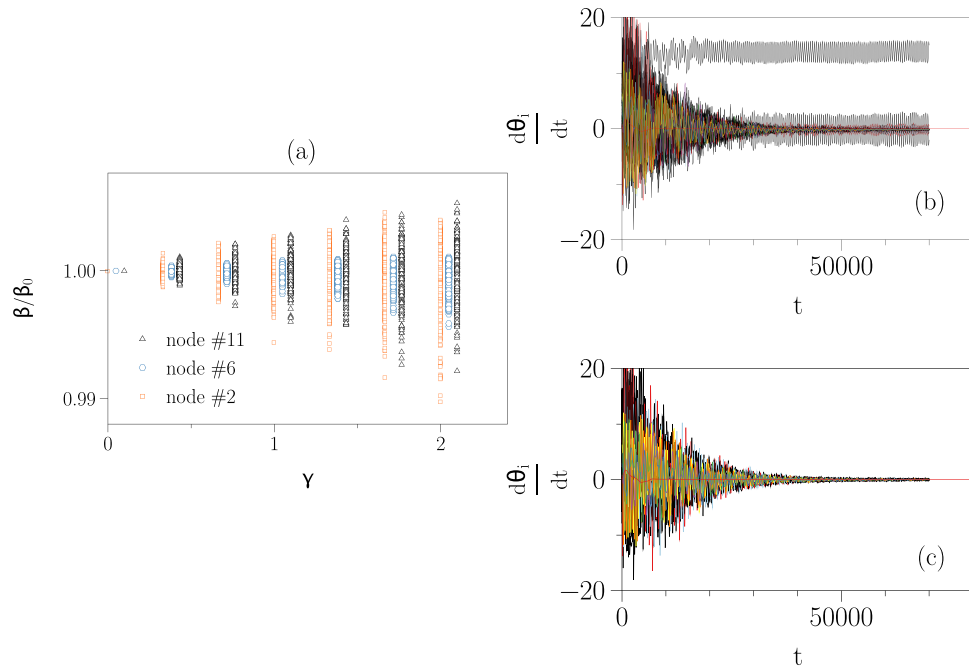 (a)
1.00
β/β0
0.99
△ node #11
○ node #6
□ node #2
0
1
2
γ
20
dθi
dt
0
−20
(b)
0
50000
t
20
dθi
dt
0
−20
(c)
0
50000
t